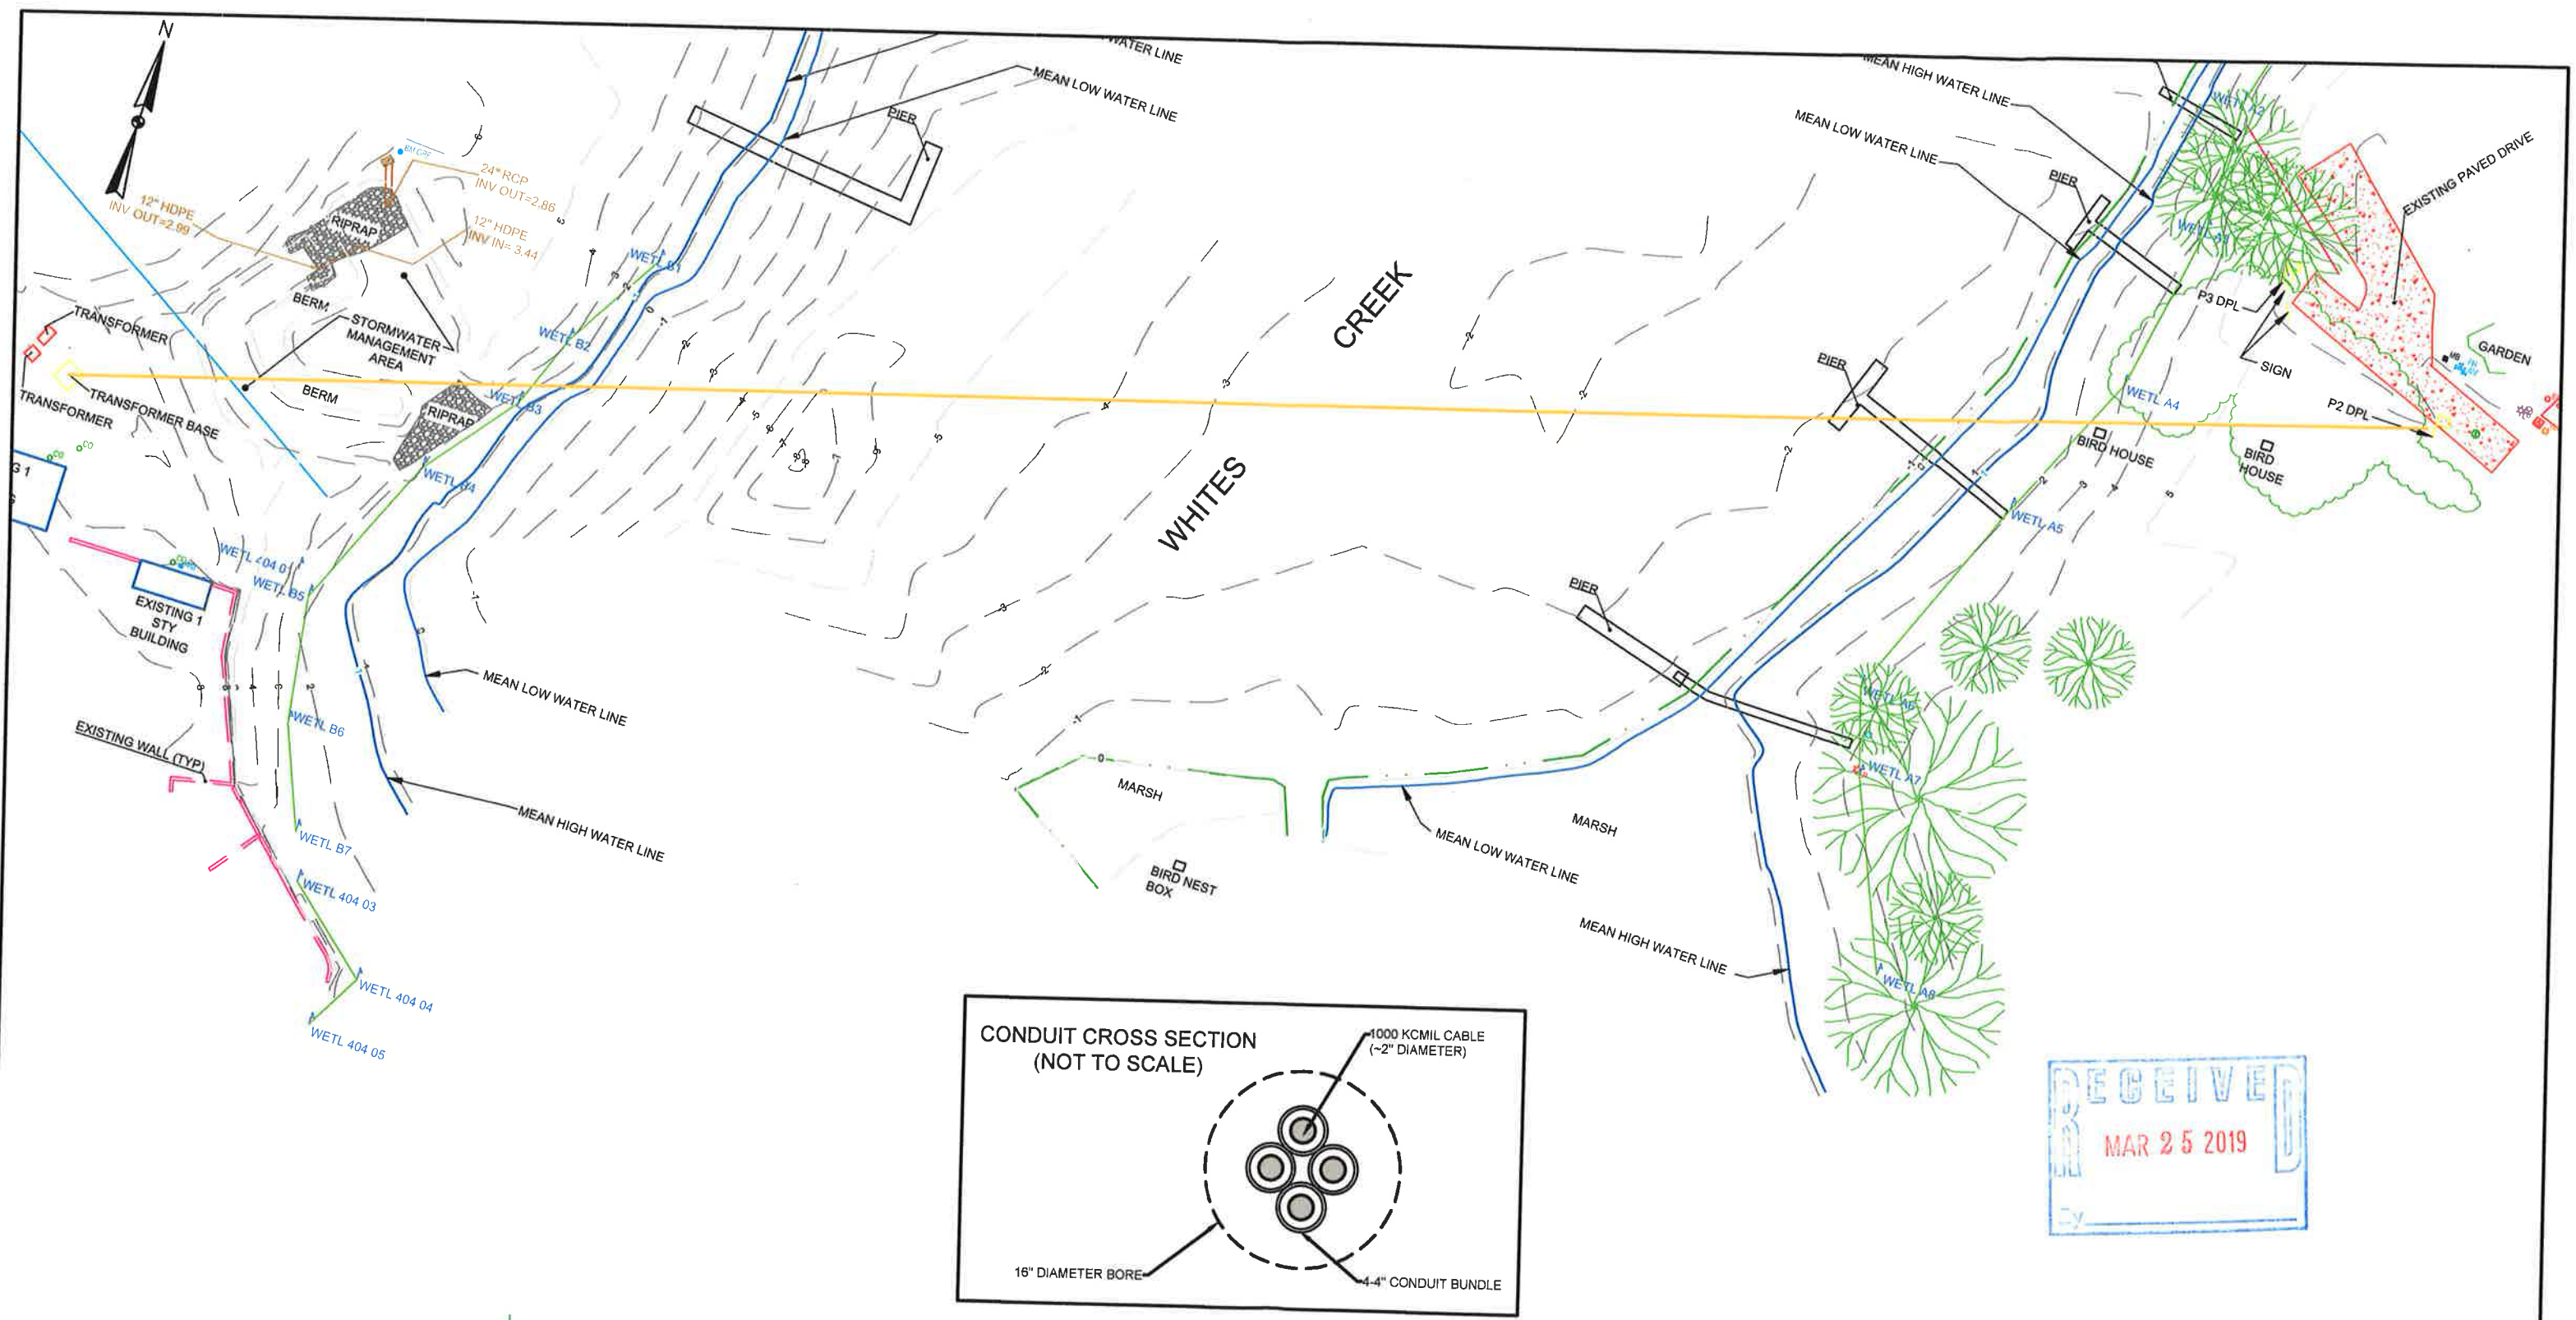 N
WATER LINE
MEAN LOW WATER LINE
PIER
MEAN HIGH WATER LINE
MEAN LOW WATER LINE
PIER
WETL A2
EXISTING PAVED DRIVE
24" RCP
INV OUT=2.86
12" HDPE
INV OUT=2.99
12" HDPE
INV IN= 3.44
RIPRAP
BERM
STORMWATER
MANAGEMENT
AREA
TRANSFORMER
TRANSFORMER BASE
TRANSFORMER
BERM
RIPRAP
WETL B1
WETL B2
WETL B3
WETL B4
CREEK
WHITES
P3 DPL
SIGN
GARDEN
P2 DPL
PIER
WETL A4
BIRD HOUSE
BIRD
HOUSE
WETL A5
G 1
CO
CO
WETL 404 01
WETL B5
EXISTING 1
STY
BUILDING
WETL B6
EXISTING WALL (TYP)
WETL B7
WETL 404 03
WETL 404 04
WETL 404 05
MEAN LOW WATER LINE
MEAN HIGH WATER LINE
PIER
WETL A6
WETL A7
WETL A8
MARSH
MARSH
BIRD NEST
BOX
MEAN LOW WATER LINE
MEAN HIGH WATER LINE
CONDUIT CROSS SECTION
(NOT TO SCALE)
1000 KCMIL CABLE
(~2" DIAMETER)
16" DIAMETER BORE
4-4" CONDUIT BUNDLE
RECEIVED
MAR 25 2019
By